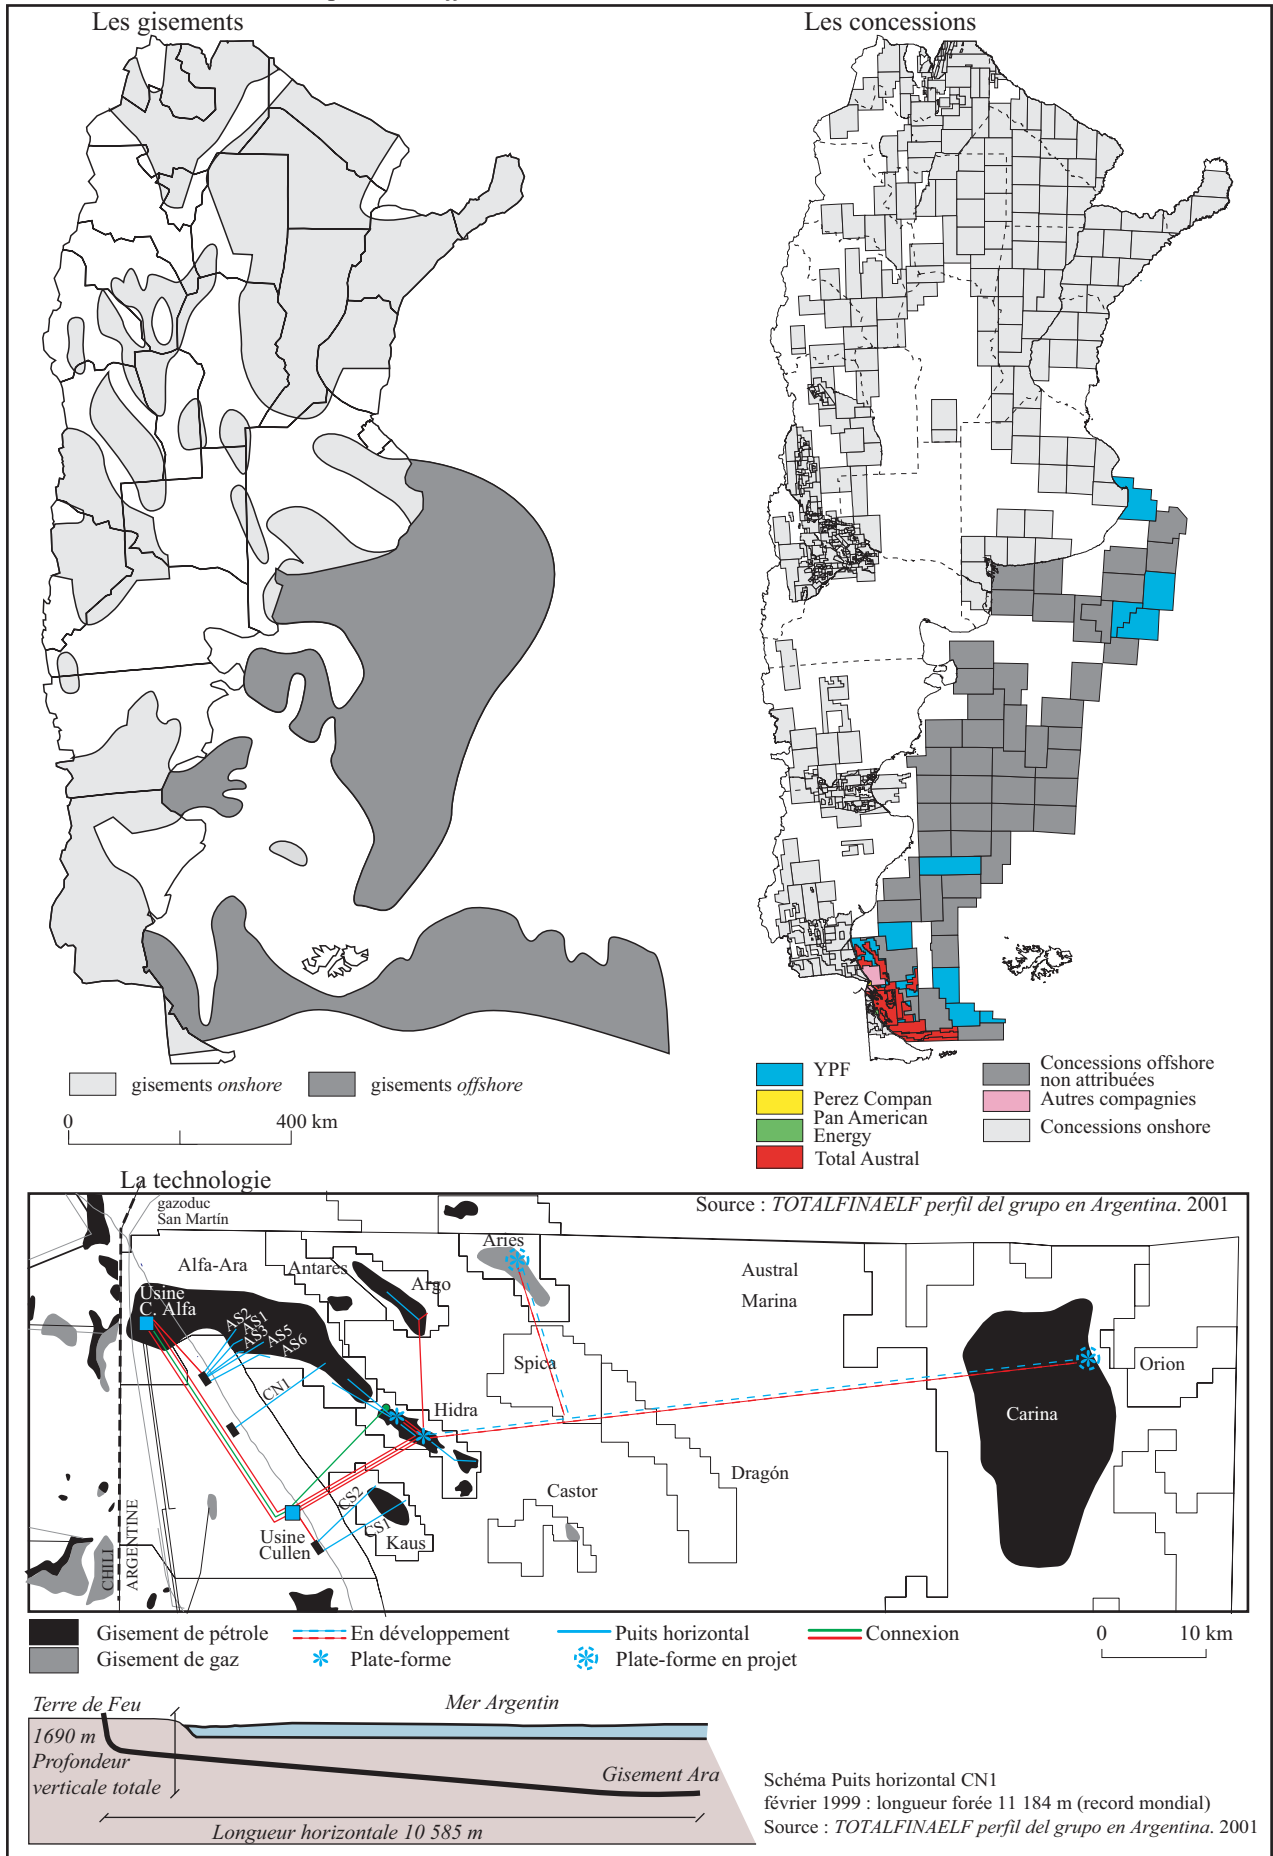 Les gisements
Les concessions
gisements onshore
gisements offshore
0
400 km
YPF
Perez Compan
Pan American
Energy
Total Austral
Concessions offshore
non attribuées
Autres compagnies
Concessions onshore
La technologie
gazoduc
San Martín
Source : TOTALFINAELF perfil del grupo en Argentina. 2001
Alfa-Ara
Antares
Argo
Aries
Austral
Marina
Usine
C. Alfa
AS2
AS1
AS3
AS5
AS6
CN1
Spica
Hidra
Orion
Carina
Dragón
Castor
CS2
CS1
Kaus
Usine
Cullen
CHILI
ARGENTINE
Gisement de pétrole
En développement
Puits horizontal
Connexion
Gisement de gaz
Plate-forme
Plate-forme en projet
0
10 km
Terre de Feu
Mer Argentin
1690 m
Profondeur
verticale totale
Gisement Ara
Longueur horizontale 10 585 m
Schéma Puits horizontal CN1
février 1999 : longueur forée 11 184 m (record mondial)
Source : TOTALFINAELF perfil del grupo en Argentina. 2001